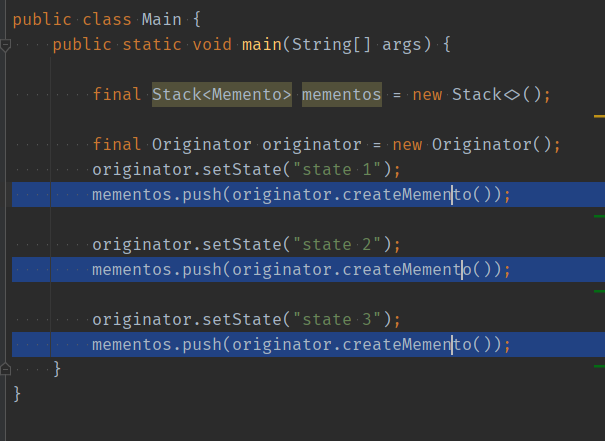 public class Main {
public static void main(String[] args) {
final Stack<Memento> mementos = new Stack<>();
final Originator originator = new Originator();
originator.setState("state 1");
mementos.push(originator.createMemento());
originator.setState("state 2");
mementos.push(originator.createMemento());
originator.setState("state 3");
mementos.push(originator.createMemento());
}
}